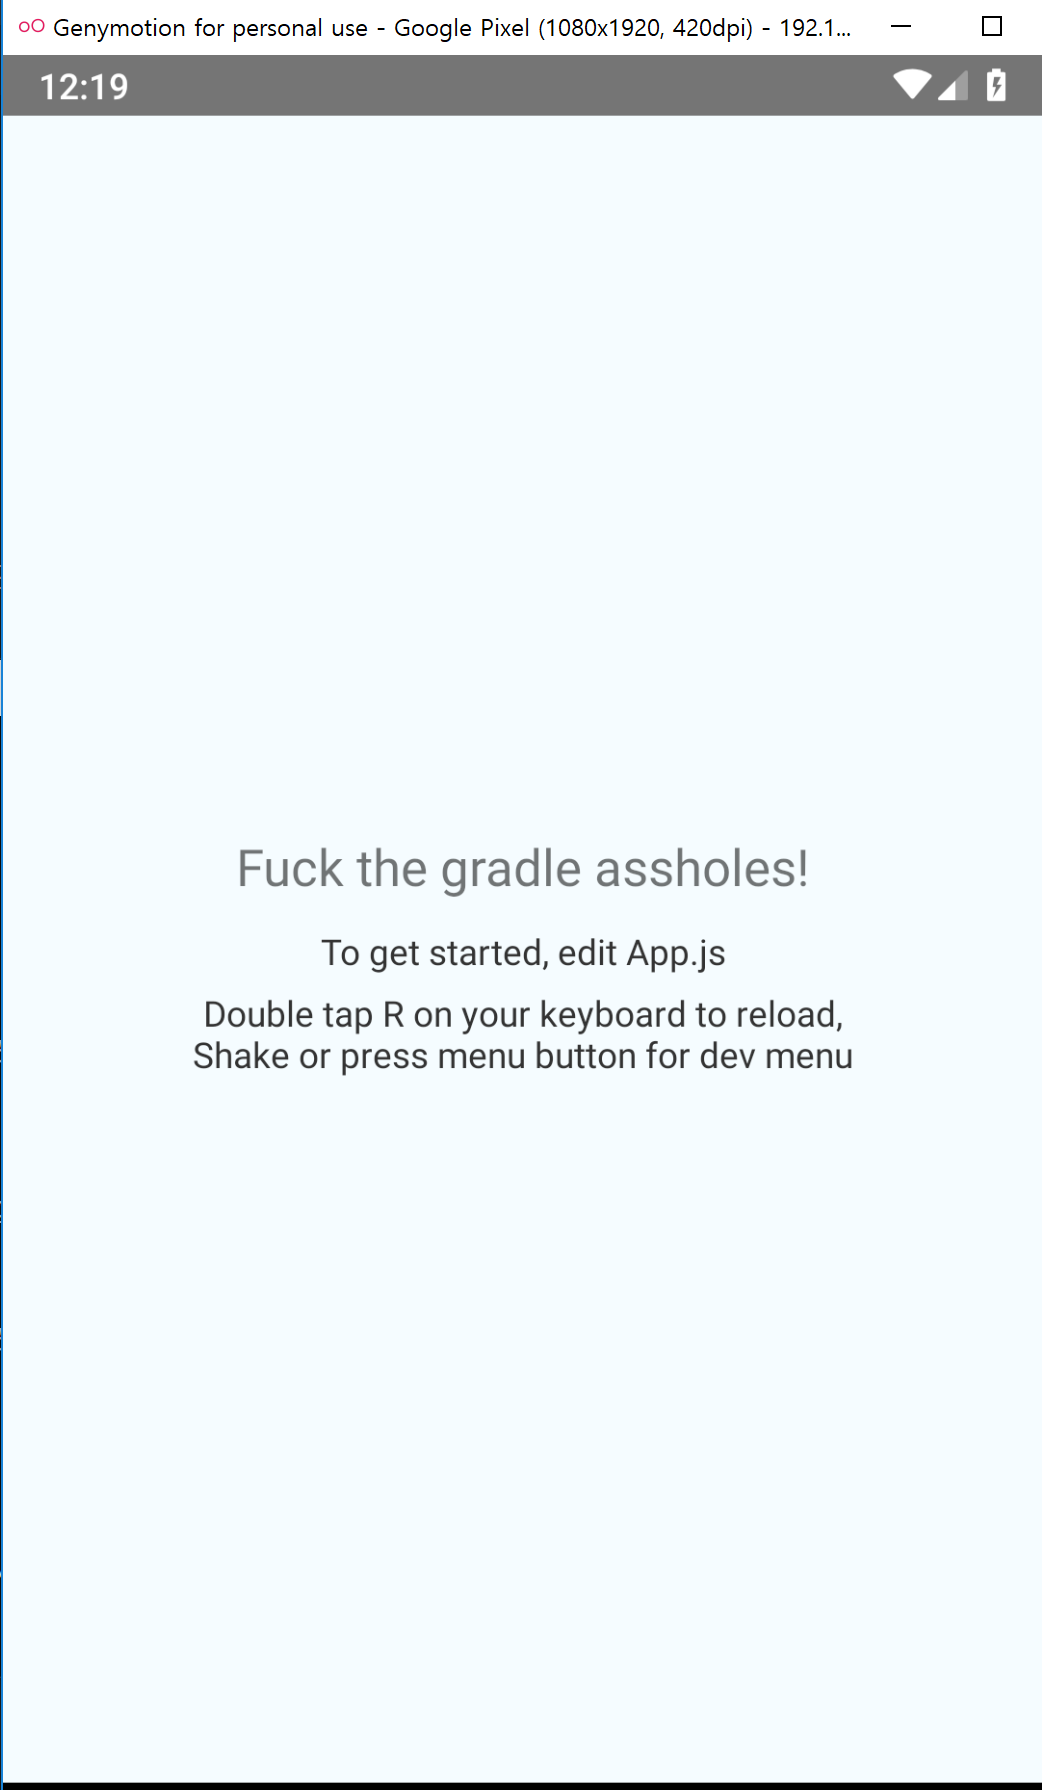 Genymotion for personal use - Google Pixel (1080x1920, 420dpi) - 192.1...
12:19
Fuck the gradle assholes!
To get started, edit App.js
Double tap R on your keyboard to reload,
Shake or press menu button for dev menu